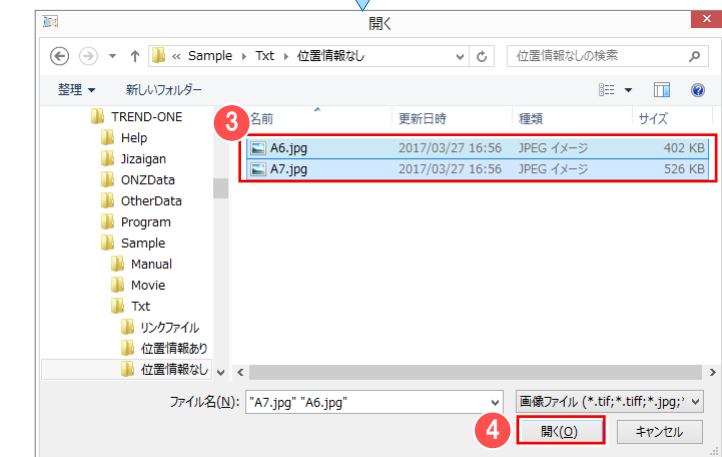 開く
« Sample › Txt › 位置情報なし
位置情報なしの検索
整理 ▼ 新しいフォルダー
TREND-ONE
Help
Jizaigan
ONZData
OtherData
Program
Sample
Manual
Movie
Txt
リンクファイル
位置情報あり
位置情報なし
3
名前 更新日時 種類 サイズ
A6.jpg 2017/03/27 16:56 JPEG イメージ 402 KB
A7.jpg 2017/03/27 16:56 JPEG イメージ 526 KB
ファイル名(N): "A7.jpg" "A6.jpg"
画像ファイル (*.tif;*.tiff;*.jpg;*
4
開く(O) キャンセル